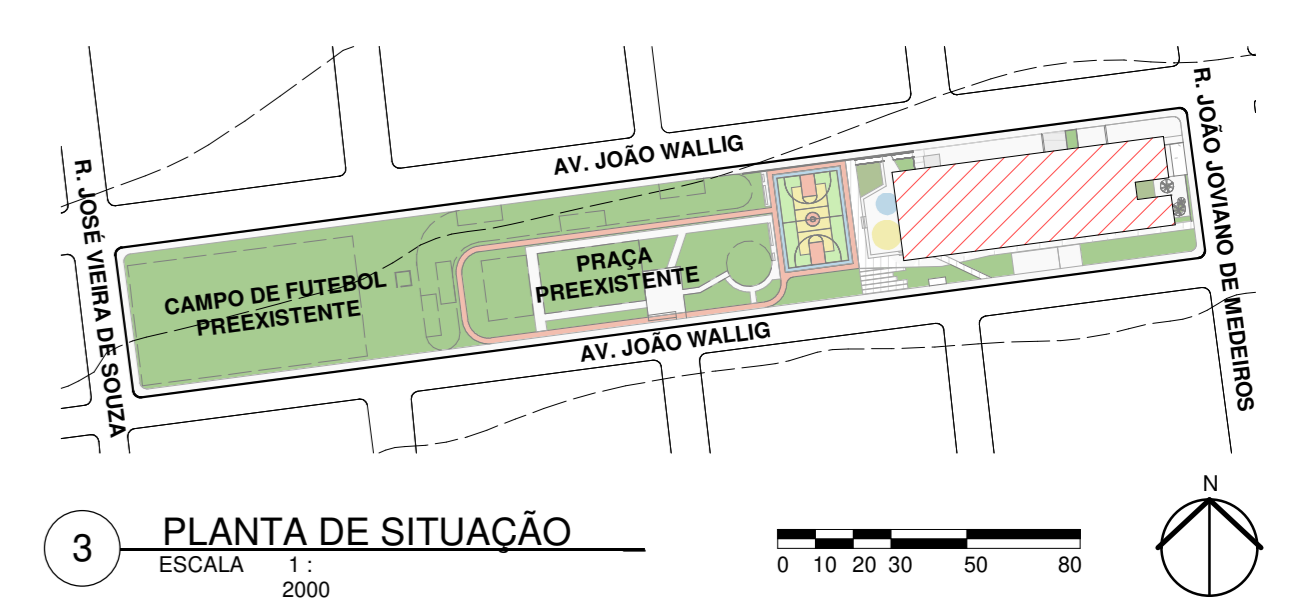 AV. JOÃO WALLIG
R. JOSÉ VIEIRA DE SOUZA
R. JOÃO JOVIANO DE MEDEIROS
CAMPO DE FUTEBOL
PREEXISTENTE
PRAÇA
PREEXISTENTE
AV. JOÃO WALLIG
3
PLANTA DE SITUAÇÃO
ESCALA 1 :
2000
0 10 20 30 50 80
N